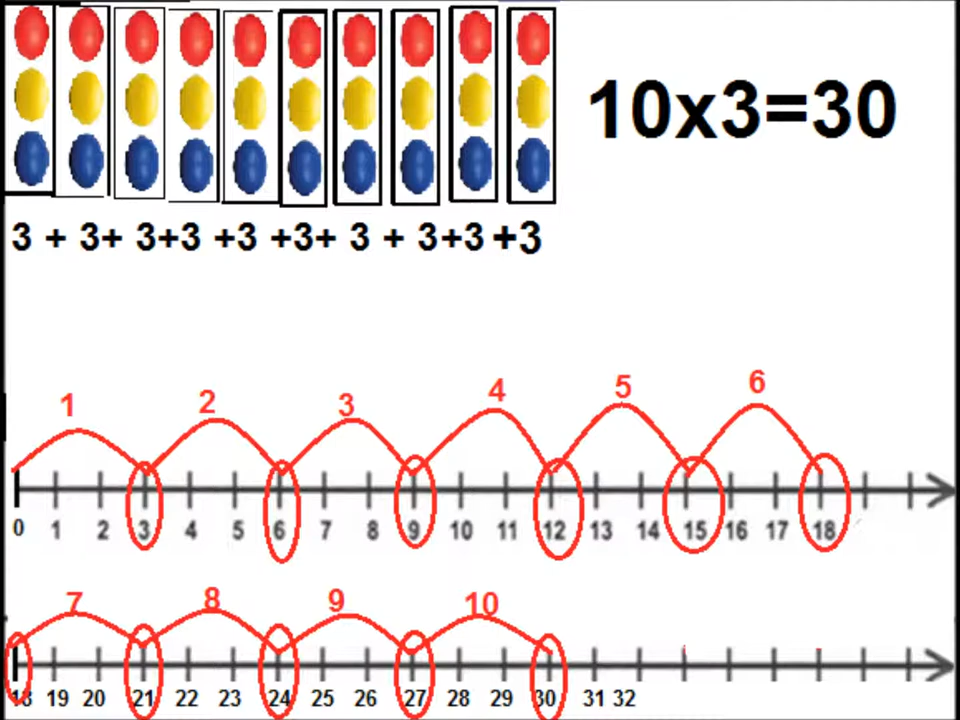 10x3=30
3 + 3+ 3+3 +3 +3+ 3 + 3+3 +3
1 2 3 4 5 6
0 1 2 3 4 5 6 7 8 9 10 11 12 13 14 15 16 17 18
7 8 9 10
18 19 20 21 22 23 24 25 26 27 28 29 30 31 32